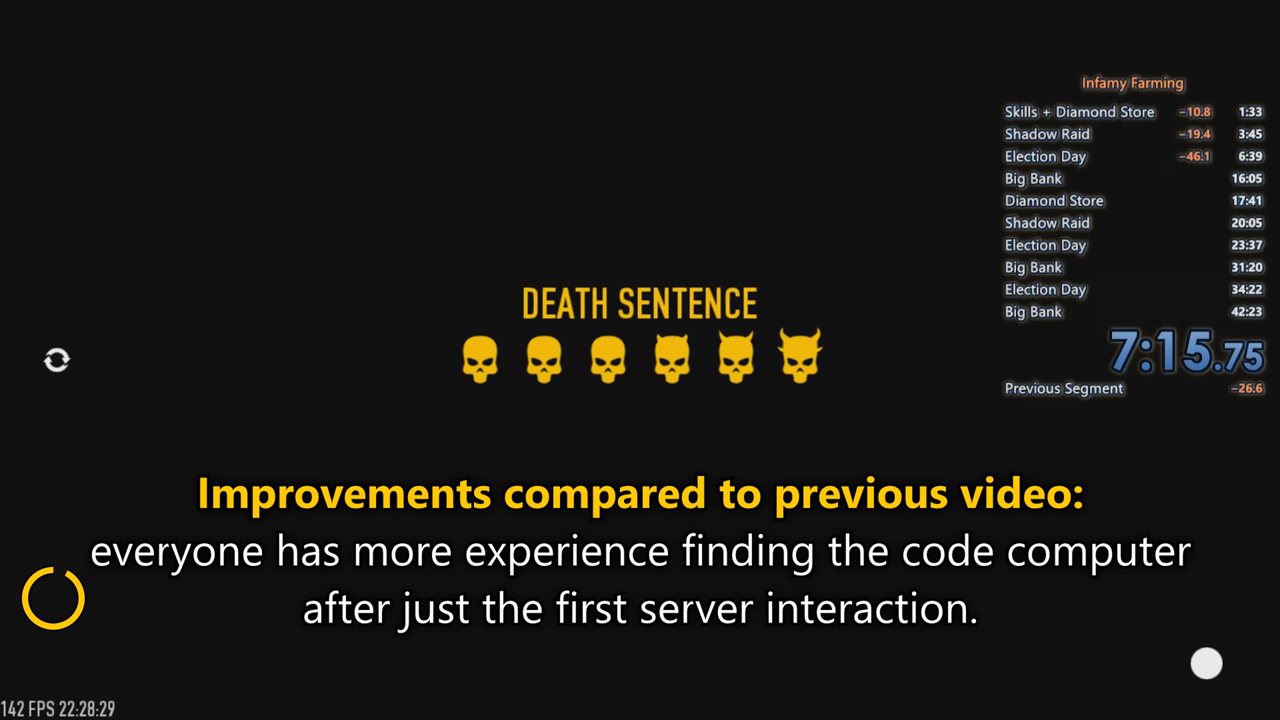 Infamy Farming
Skills + Diamond Store −10.8 1:33
Shadow Raid −19.4 3:45
Election Day −46.1 6:39
Big Bank 16:05
Diamond Store 17:41
Shadow Raid 20:05
Election Day 23:37
Big Bank 31:20
Election Day 34:22
Big Bank 42:23
7:15.75
Previous Segment −26.6
DEATH SENTENCE
Improvements compared to previous video:
everyone has more experience finding the code computer
after just the first server interaction.
142 FPS 22:28:29